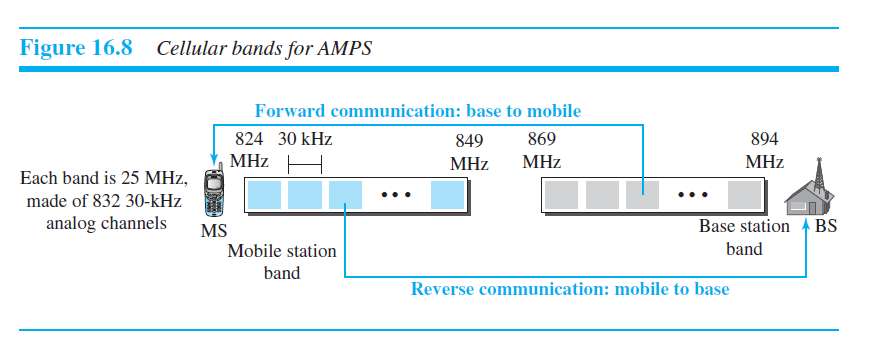 Figure 16.8 Cellular bands for AMPS
Forward communication: base to mobile
824 MHz
30 kHz
849 MHz
869 MHz
894 MHz
Each band is 25 MHz,
made of 832 30-kHz
analog channels
MS
Mobile station
band
Base station
band
BS
Reverse communication: mobile to base